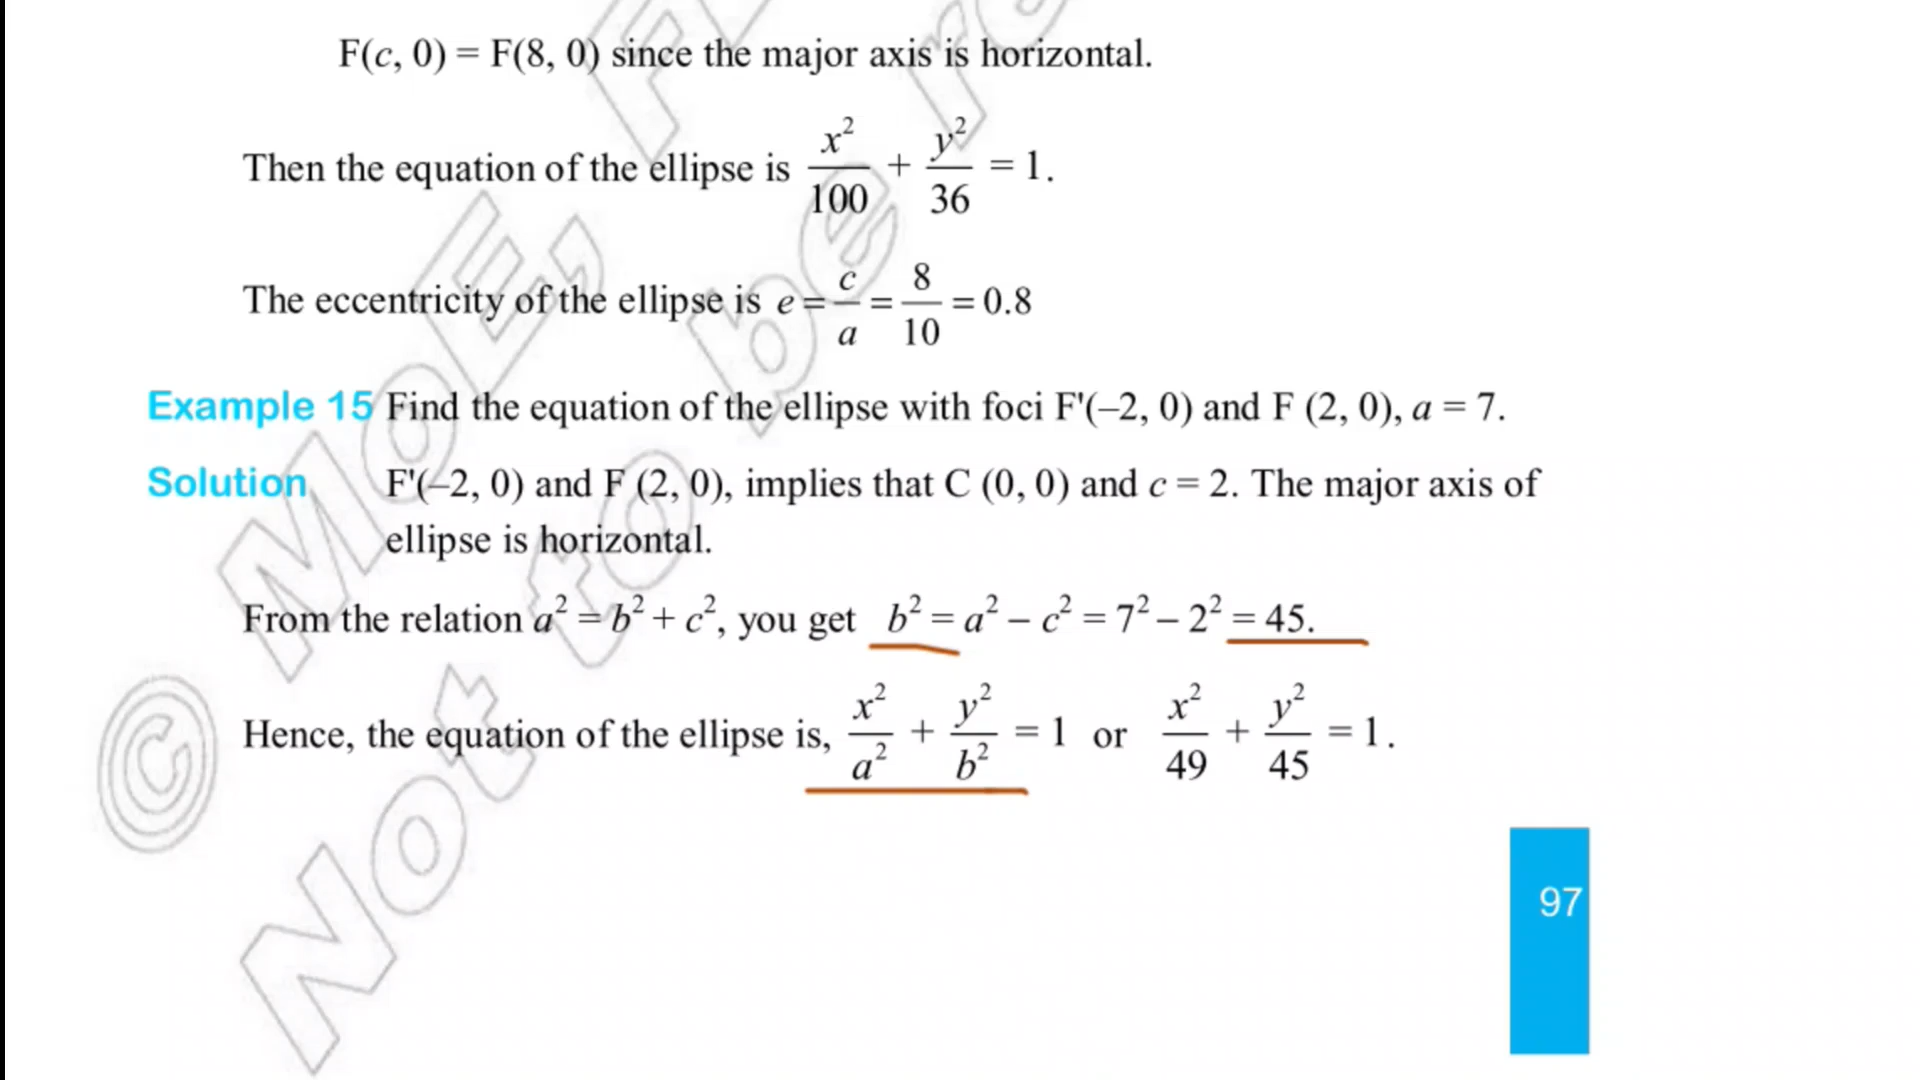 F(c, 0) = F(8, 0) since the major axis is horizontal.
Then the equation of the ellipse is x²/100 + y²/36 = 1.
The eccentricity of the ellipse is e = c/a = 8/10 = 0.8
Example 15 Find the equation of the ellipse with foci F'(–2, 0) and F (2, 0), a = 7.
Solution F'(–2, 0) and F (2, 0), implies that C (0, 0) and c = 2. The major axis of
ellipse is horizontal.
From the relation a² = b² + c², you get b² = a² – c² = 7² – 2² = 45.
Hence, the equation of the ellipse is, x²/a² + y²/b² = 1 or x²/49 + y²/45 = 1.
97
© MoE,
Not to be